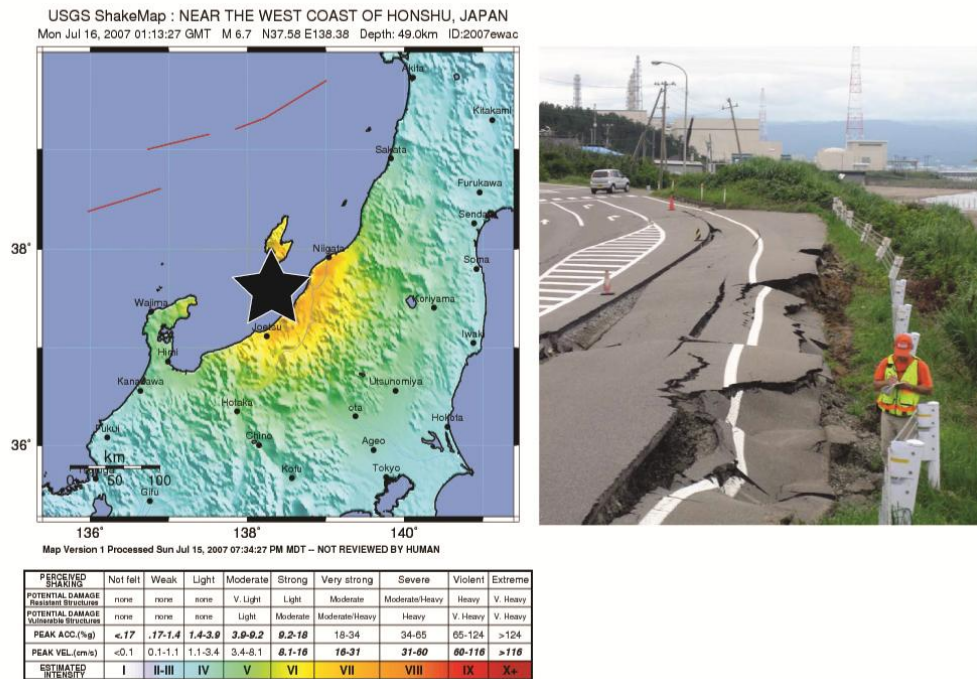 USGS ShakeMap : NEAR THE WEST COAST OF HONSHU, JAPAN
Mon Jul 16, 2007 01:13:27 GMT M 6.7 N37.58 E138.38 Depth: 49.0km ID:2007ewac
Akita
Kitakami
Sakata
Furukawa
Senda
38°
38°
Niigata
Soma
Wajima
Koriyama
Joetsu
Iwaki
Himi
Kanazawa
Utsunomiya
Hotaka
ota
Hokota
Fukui
Chino
Ageo
36°
36°
km
Kofu
Tokyo
0 50 100
Gifu
136° 138° 140°
Map Version 1 Processed Sun Jul 15, 2007 07:34:27 PM MDT -- NOT REVIEWED BY HUMAN
PERCEIVED SHAKING Not felt Weak Light Moderate Strong Very strong Severe Violent Extreme
POTENTIAL DAMAGE Resistent Structures none none none V. Light Light Moderate Moderate/Heavy Heavy V. Heavy
POTENTIAL DAMAGE Vulnerable Structures none none none Light Moderate Moderate/Heavy Heavy V. Heavy V. Heavy
PEAK ACC.(%g) <.17 .17-1.4 1.4-3.9 3.9-9.2 9.2-18 18-34 34-65 65-124 >124
PEAK VEL.(cm/s) <0.1 0.1-1.1 1.1-3.4 3.4-8.1 8.1-16 16-31 31-60 60-116 >116
ESTIMATED INTENSITY I II-III IV V VI VII VIII IX X+